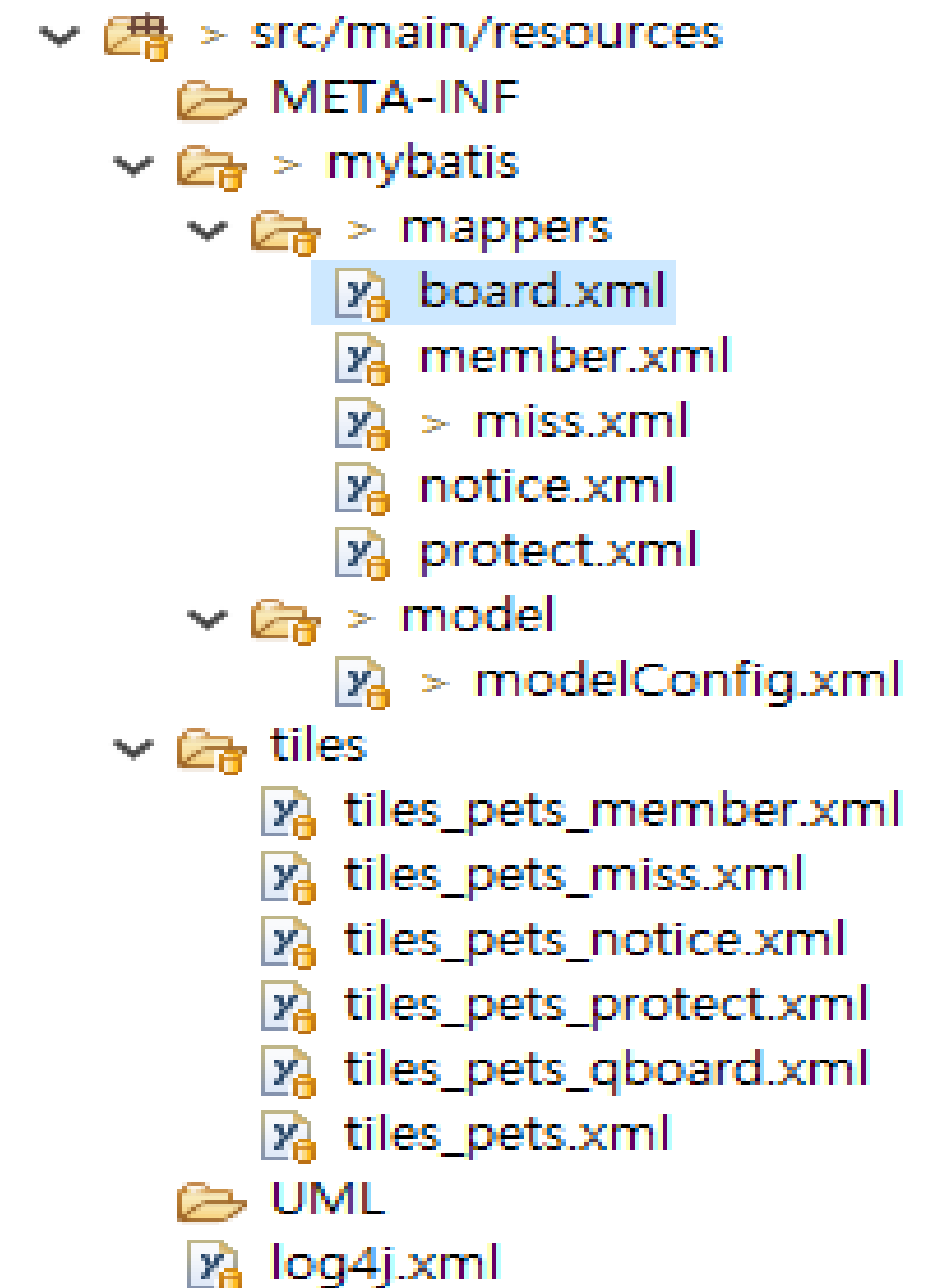 > src/main/resources
META-INF
> mybatis
> mappers
board.xml
member.xml
> miss.xml
notice.xml
protect.xml
> model
> modelConfig.xml
tiles
tiles_pets_member.xml
tiles_pets_miss.xml
tiles_pets_notice.xml
tiles_pets_protect.xml
tiles_pets_qboard.xml
tiles_pets.xml
UML
log4j.xml